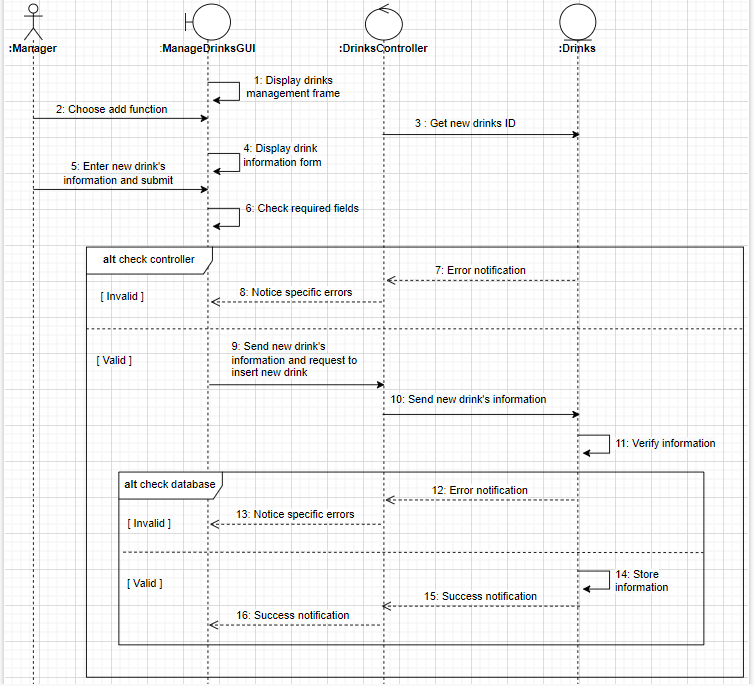 :Manager
:ManageDrinksGUI
:DrinksController
:Drinks
1: Display drinks
management frame
2: Choose add function
3 : Get new drinks ID
4: Display drink
information form
5: Enter new drink's
information and submit
6: Check required fields
alt check controller
7: Error notification
[ Invalid ]
8: Notice specific errors
9: Send new drink's
information and request to
insert new drink
[ Valid ]
10: Send new drink's information
11: Verify information
alt check database
12: Error notification
[ Invalid ]
13: Notice specific errors
[ Valid ]
14: Store
information
15: Success notification
16: Success notification